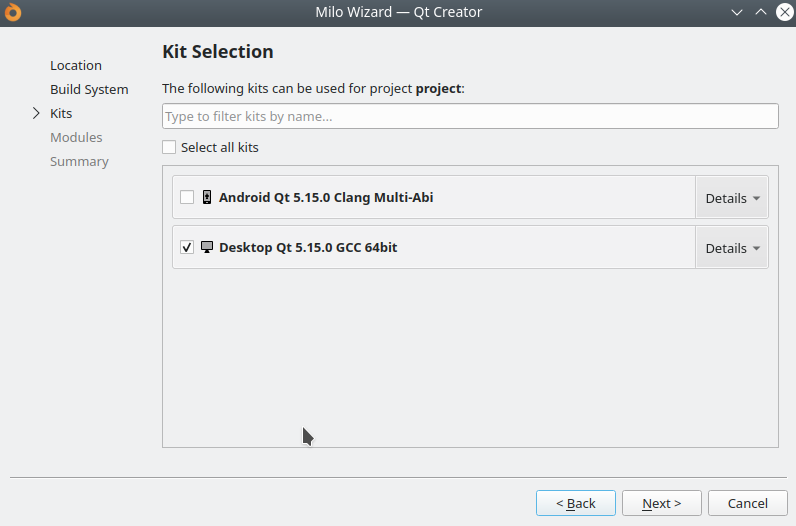 Milo Wizard — Qt Creator
Location
Build System
Kits
Modules
Summary
Kit Selection
The following kits can be used for project project:
Type to filter kits by name...
Select all kits
Android Qt 5.15.0 Clang Multi-Abi
Details
Desktop Qt 5.15.0 GCC 64bit
Details
< Back
Next >
Cancel